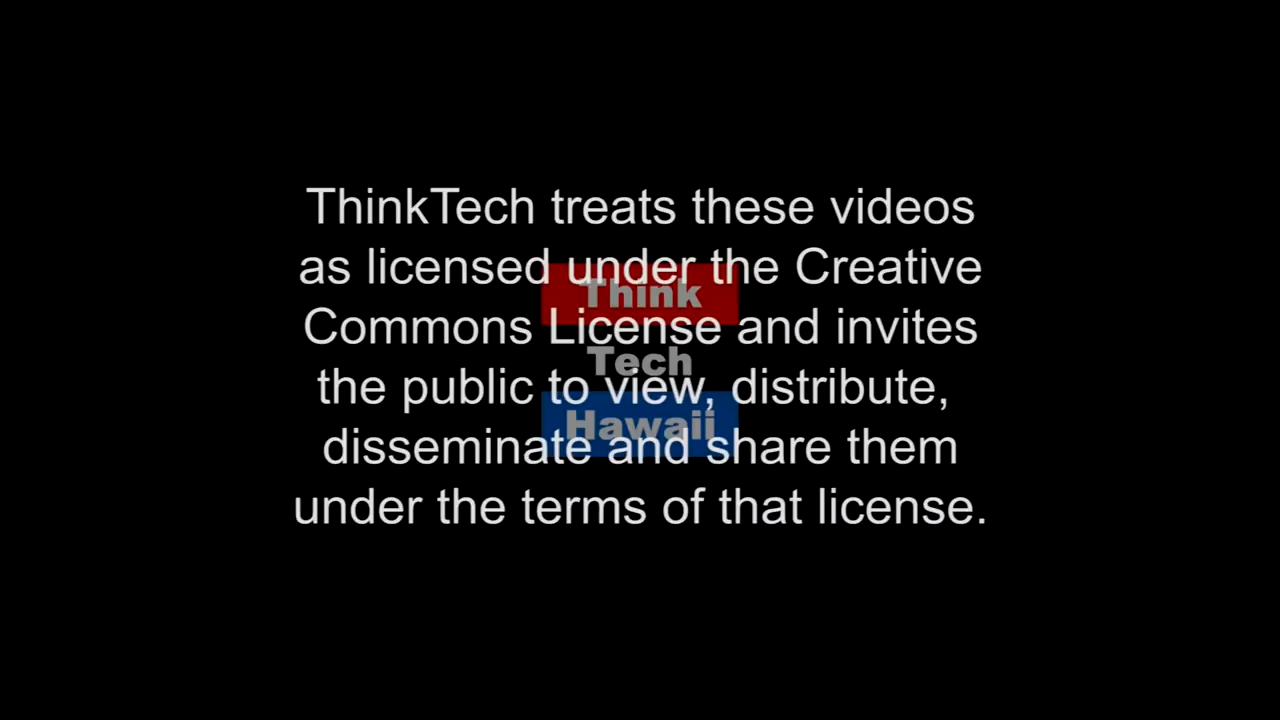 ThinkTech treats these videos
as licensed under the Creative
Think
Commons License and invites
Tech
the public to view, distribute,
Hawaii
disseminate and share them
under the terms of that license.